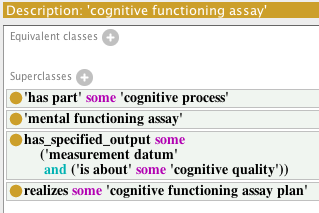 Description: 'cognitive functioning assay'
Equivalent classes
Superclasses
'has part' some 'cognitive process'
'mental functioning assay'
has_specified_output some
('measurement datum'
and ('is about' some 'cognitive quality'))
realizes some 'cognitive functioning assay plan'